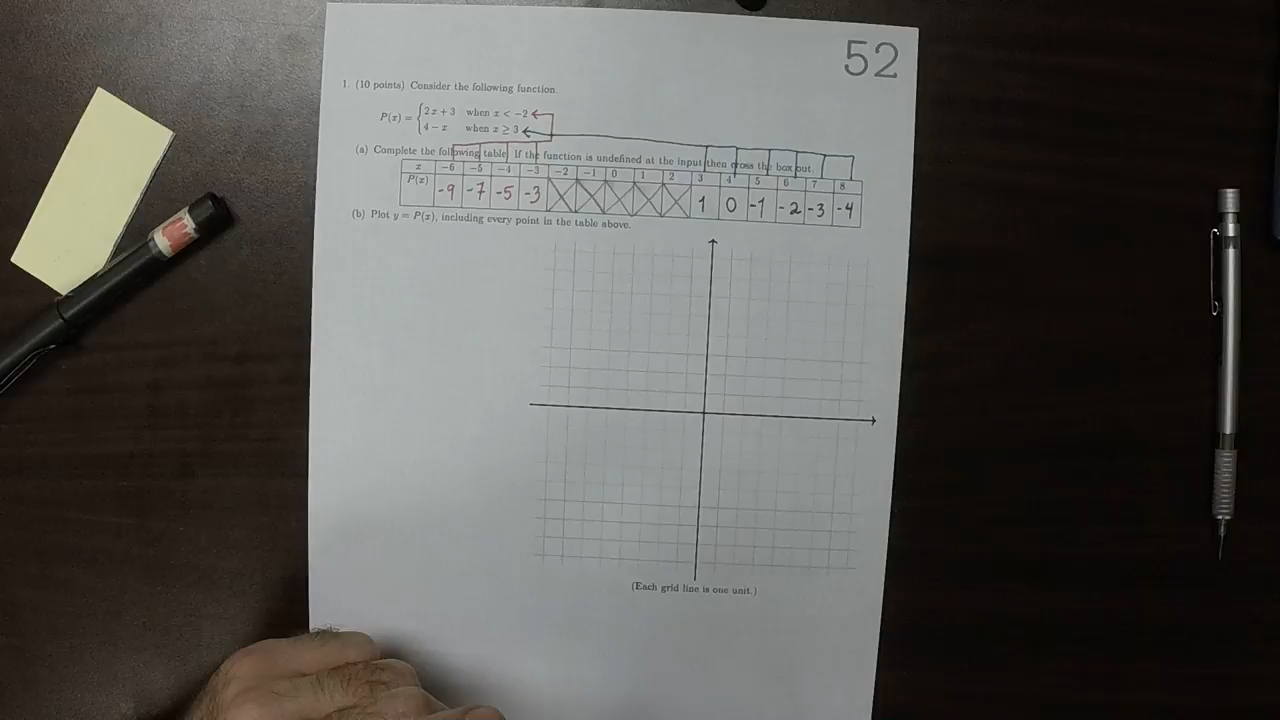 52
1. (10 points) Consider the following function.
P(x) = { 2x + 3 when x < −2
4 − x when x ≥ 3
(a) Complete the following table. If the function is undefined at the input then cross the box out.
x −6 −5 −4 −3 −2 −1 0 1 2 3 4 5 6 7 8
P(x) -9 -7 -5 -3 1 0 -1 -2 -3 -4
(b) Plot y = P(x), including every point in the table above.
(Each grid line is one unit.)